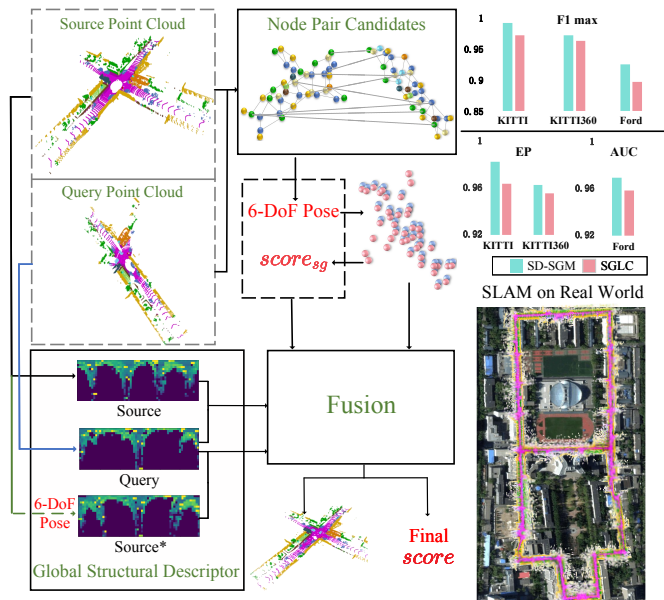 Source Point Cloud
Query Point Cloud
Node Pair Candidates
6-DoF Pose
score_sg
Source
Query
6-DoF
Pose
Source*
Global Structural Descriptor
Fusion
Final
score
F1 max
1
0.95
0.9
0.85
KITTI
KITTI360
Ford
EP
1
0.96
0.92
KITTI
KITTI360
AUC
1
0.96
0.92
Ford
SD-SGM
SGLC
SLAM on Real World